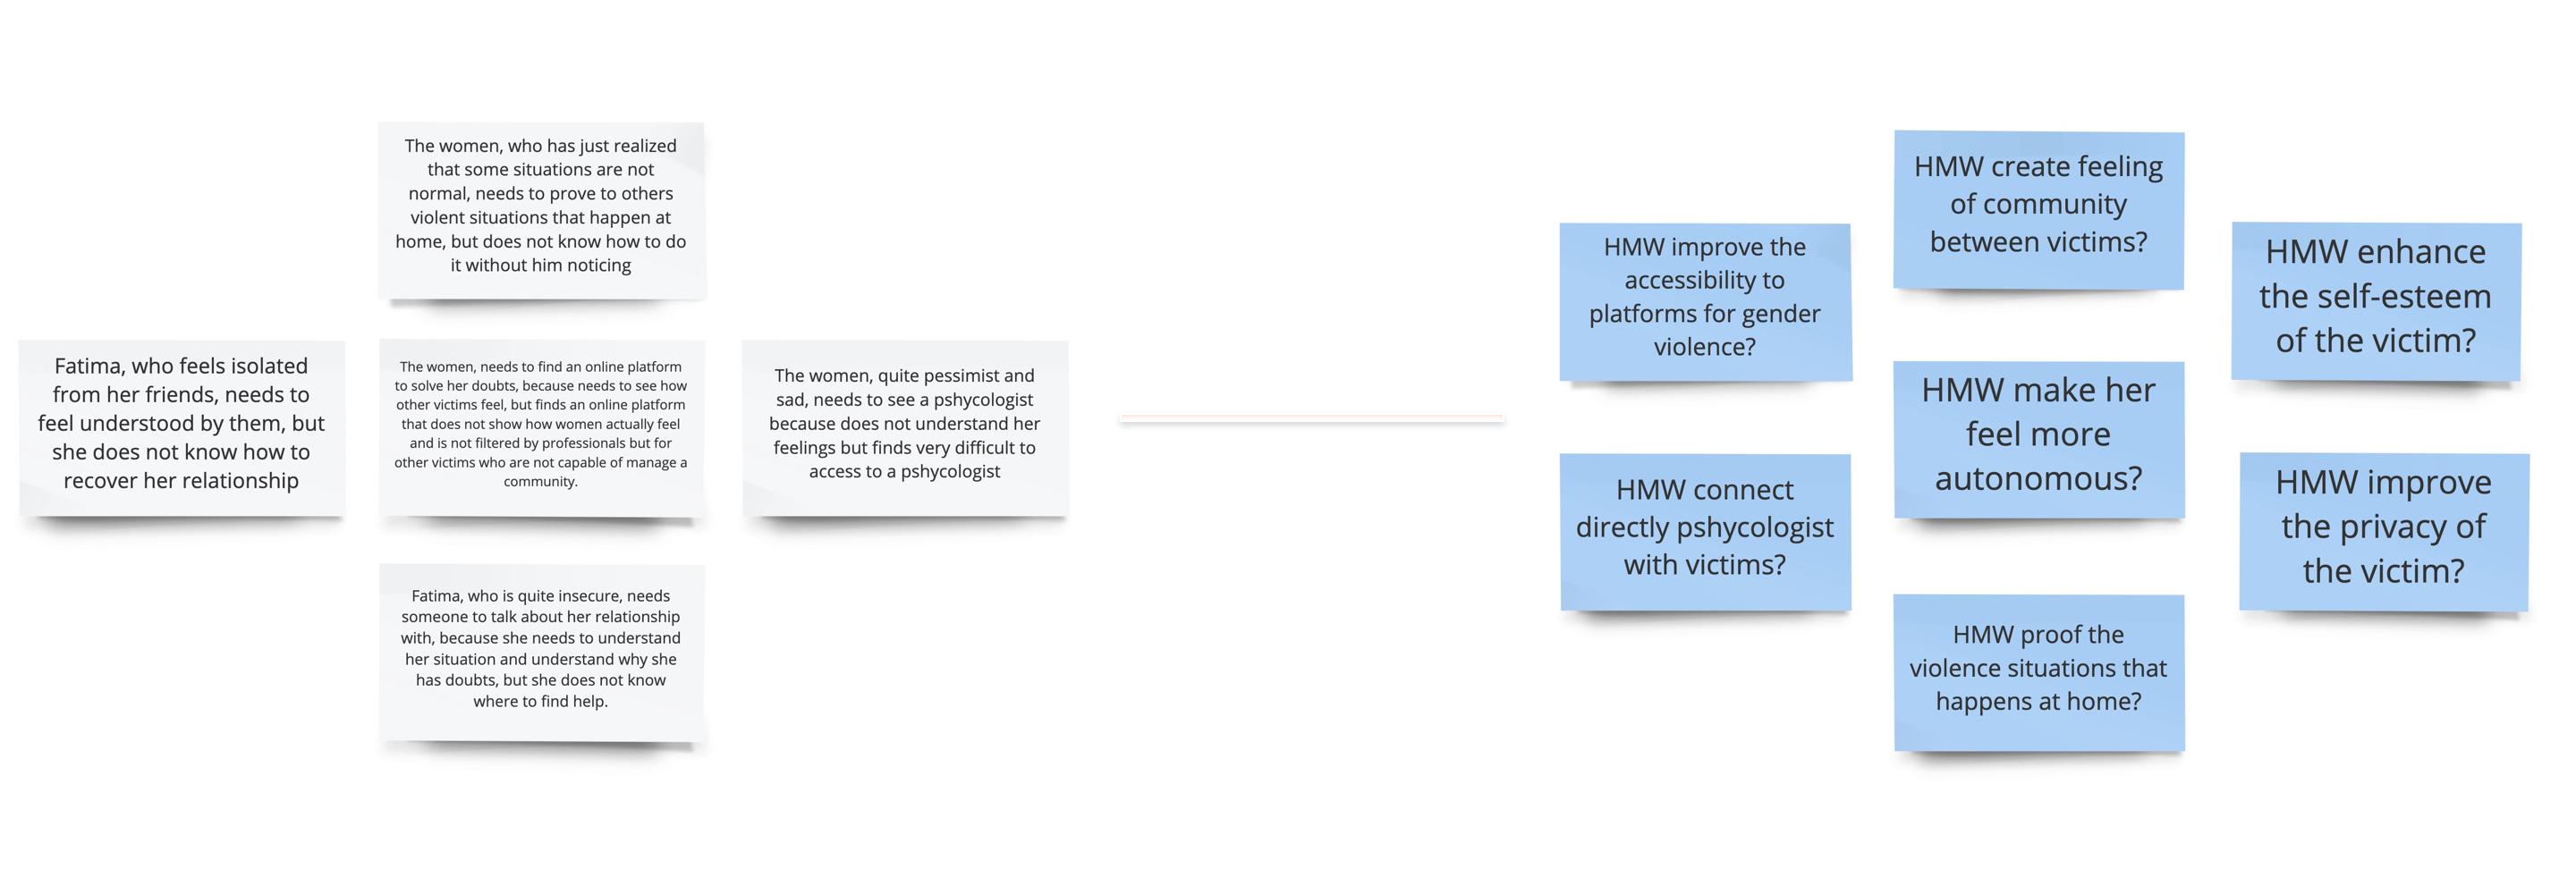 The women, who has just realized
that some situations are not
normal, needs to prove to others
violent situations that happen at
home, but does not know how to do
it without him noticing
Fatima, who feels isolated
from her friends, needs to
feel understood by them, but
she does not know how to
recover her relationship
The women, needs to find an online platform
to solve her doubts, because needs to see how
other victims feel, but finds an online platform
that does not show how women actually feel
and is not filtered by professionals but for
other victims who are not capable of manage a
community.
The women, quite pessimist and
sad, needs to see a pshycologist
because does not understand her
feelings but finds very difficult to
access to a pshycologist
Fatima, who is quite insecure, needs
someone to talk about her relationship
with, because she needs to understand
her situation and understand why she
has doubts, but she does not know
where to find help.
HMW improve the
accessibility to
platforms for gender
violence?
HMW connect
directly pshycologist
with victims?
HMW create feeling
of community
between victims?
HMW make her
feel more
autonomous?
HMW proof the
violence situations that
happens at home?
HMW enhance
the self-esteem
of the victim?
HMW improve
the privacy of
the victim?